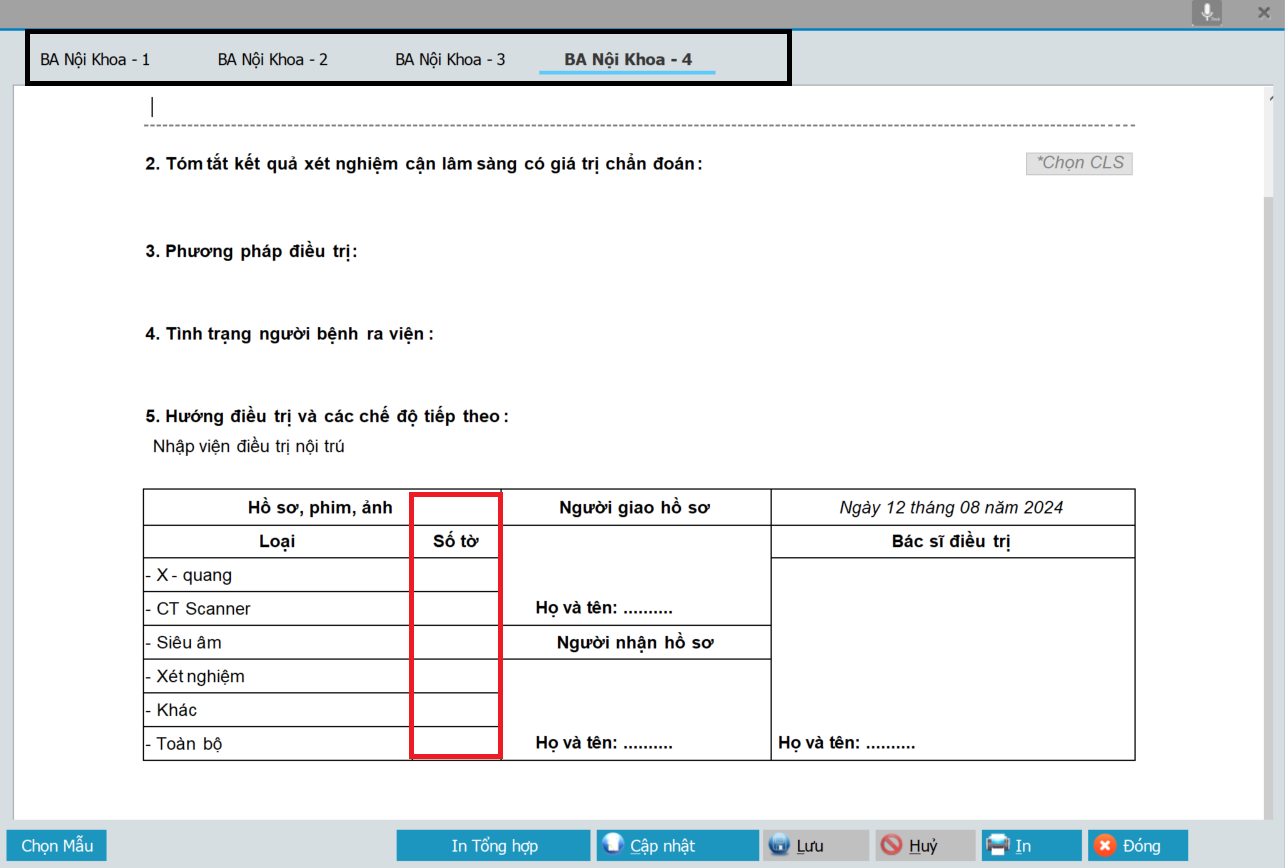 BA Nội Khoa - 1 BA Nội Khoa - 2 BA Nội Khoa - 3 BA Nội Khoa - 4
2. Tóm tắt kết quả xét nghiệm cận lâm sàng có giá trị chẩn đoán: *Chọn CLS
3. Phương pháp điều trị:
4. Tình trạng người bệnh ra viện :
5. Hướng điều trị và các chế độ tiếp theo :
Nhập viện điều trị nội trú
Hồ sơ, phim, ảnh Người giao hồ sơ Ngày 12 tháng 08 năm 2024
Loại Số tờ Bác sĩ điều trị
- X - quang
- CT Scanner Họ và tên: ..........
- Siêu âm Người nhận hồ sơ
- Xét nghiệm
- Khác
- Toàn bộ Họ và tên: .......... Họ và tên: ..........
Chọn Mẫu In Tổng hợp Cập nhật Lưu Huỷ In Đóng